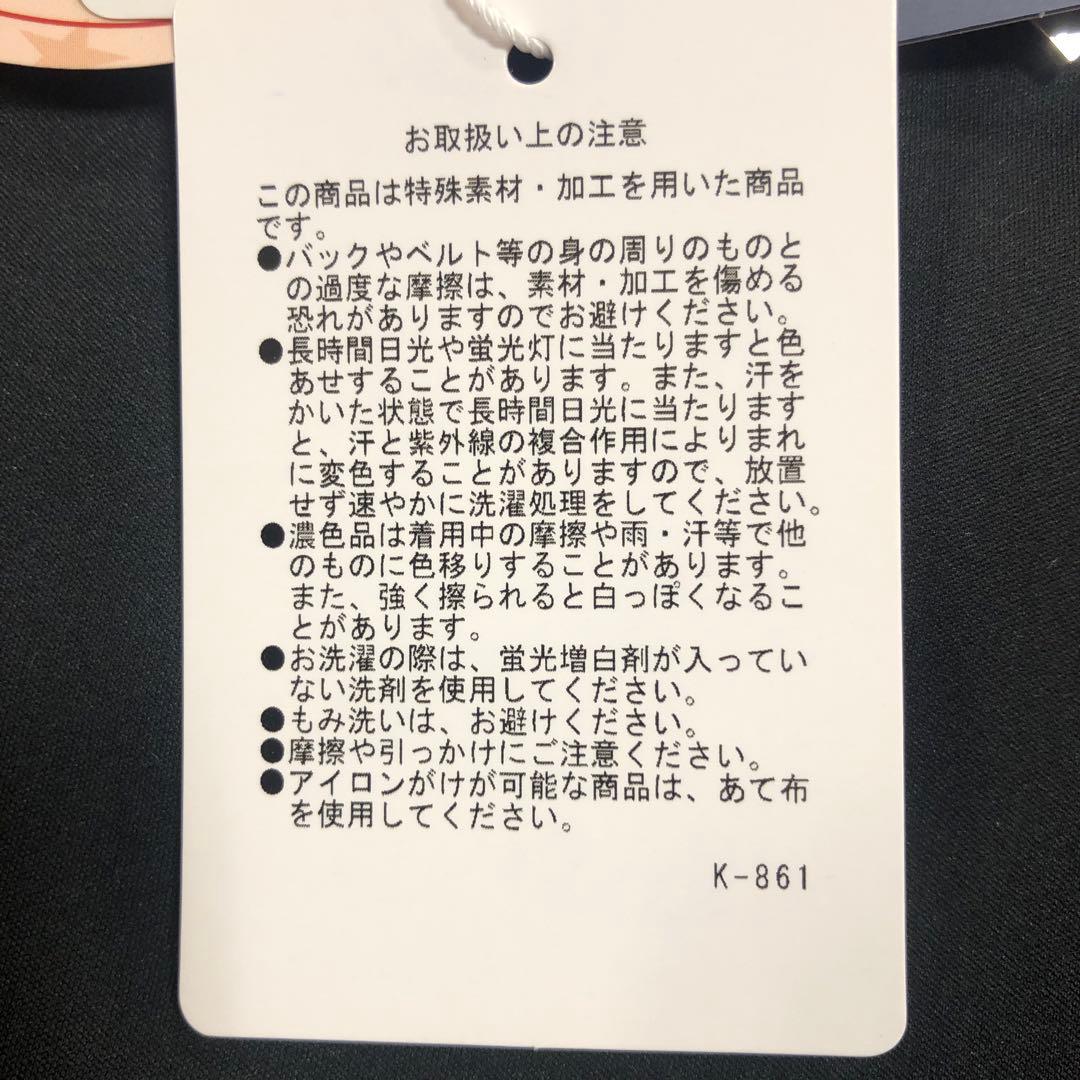 お取扱い上の注意
この商品は特殊素材・加工を用いた商品
です。
●バックやベルト等の身の周りのものと
の過度な摩擦は、素材・加工を傷める
恐れがありますのでお避けください。
●長時間日光や蛍光灯に当たりますと色
あせすることがあります。また、汗を
かいた状態で長時間日光に当たります
と、汗と紫外線の複合作用によりまれ
に変色することがありますので、放置
せず速やかに洗濯処理をしてください。
●濃色品は着用中の摩擦や雨・汗等で他
のものに色移りすることがあります。
また、強く擦られると白っぽくなるこ
とがあります。
●お洗濯の際は、蛍光増白剤が入ってい
ない洗剤を使用してください。
●もみ洗いは、お避けください。
●摩擦や引っかけにご注意ください。
●アイロンがけが可能な商品は、あて布
を使用してください。
K-861